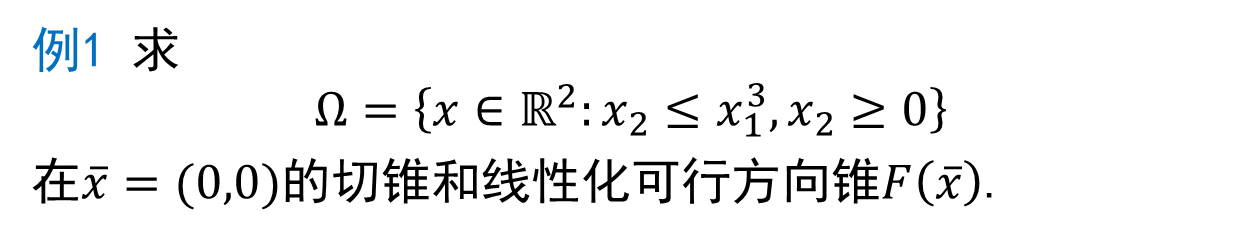 例1 求
Ω = {x ∈ ℝ²: x₂ ≤ x₁³, x₂ ≥ 0}
在x̄ = (0,0)的切锥和线性化可行方向锥F(x̄).